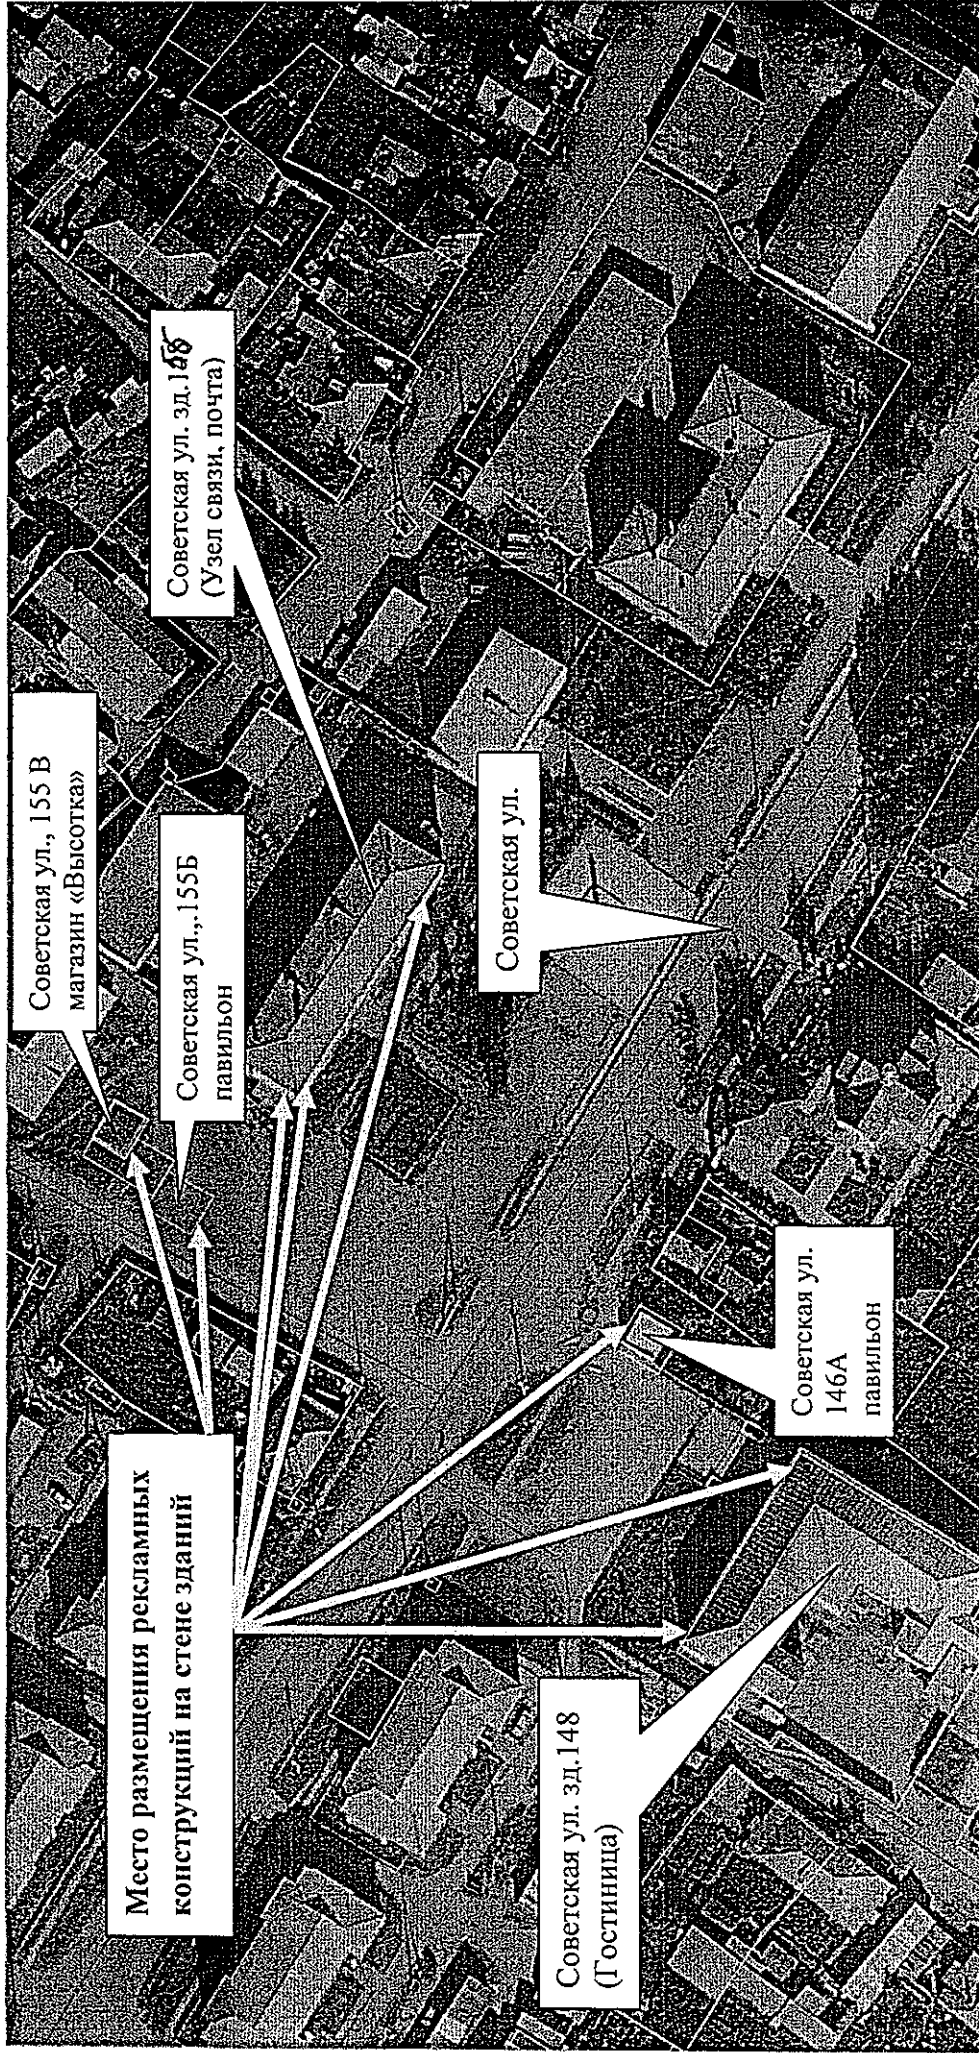 Место размещения рекламных
конструкций на стене зданий
Советская ул., 155 В
магазин «Высотка»
Советская ул.,.155Б
павильон
Советская ул. зд.
(Узел связи, почта)
Советская ул.
Советская ул.
146А
павильон
Советская ул. зд.148
(Гостиница)